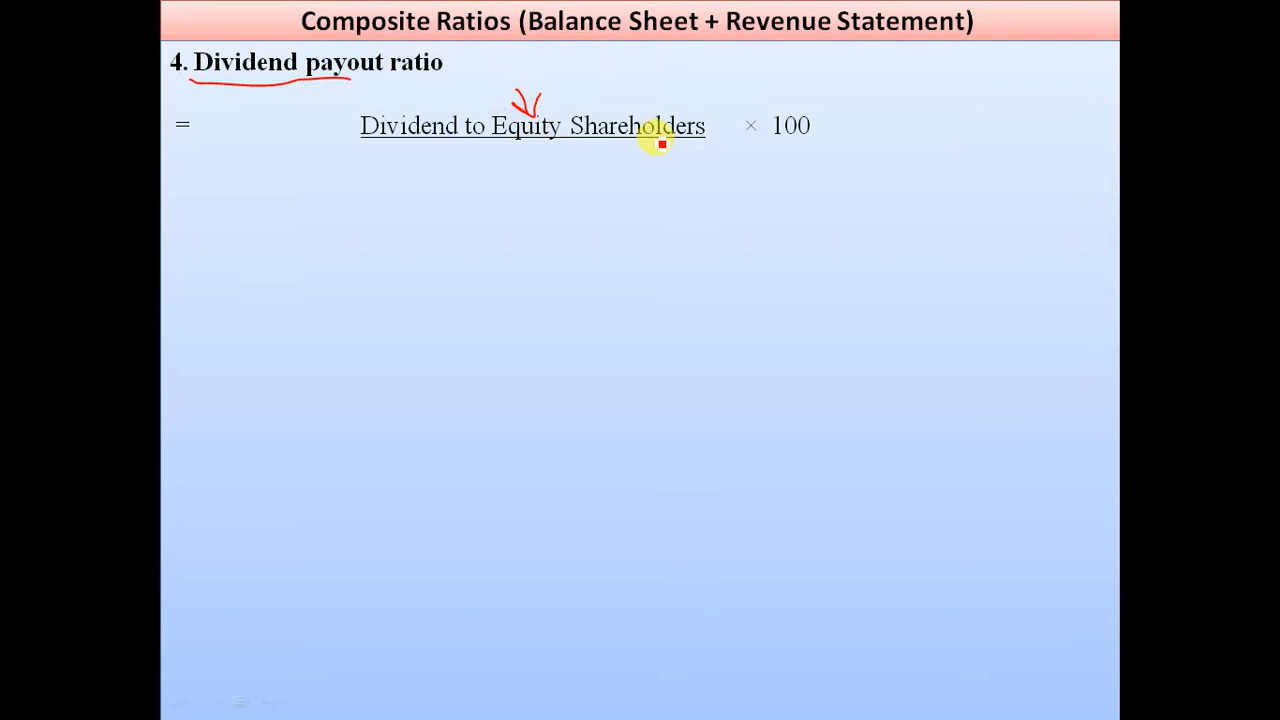 Composite Ratios (Balance Sheet + Revenue Statement)
4. Dividend payout ratio
= Dividend to Equity Shareholders × 100